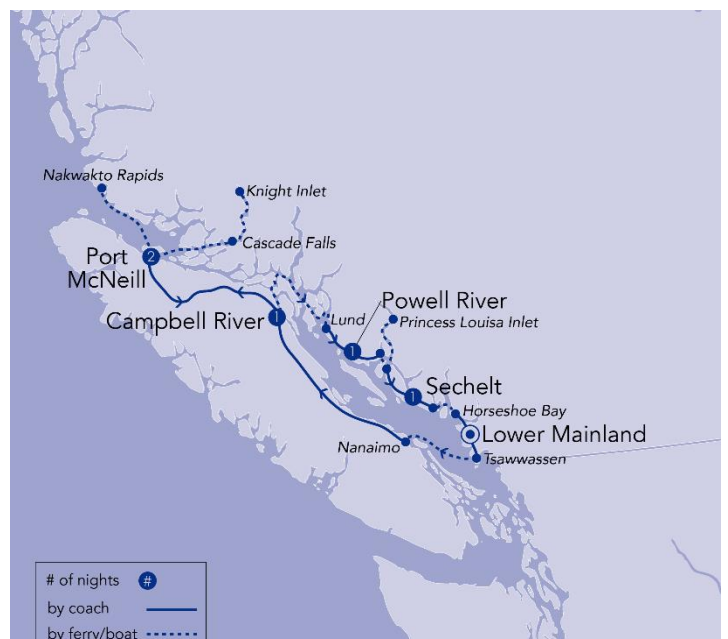 Nakwakto Rapids
Knight Inlet
Cascade Falls
2
Port
McNeill
Powell River
Princess Louisa Inlet
Campbell River
1
Lund
1
Sechelt
1
Horseshoe Bay
Lower Mainland
Nanaimo
Tsawwassen
# of nights #
by coach
by ferry/boat